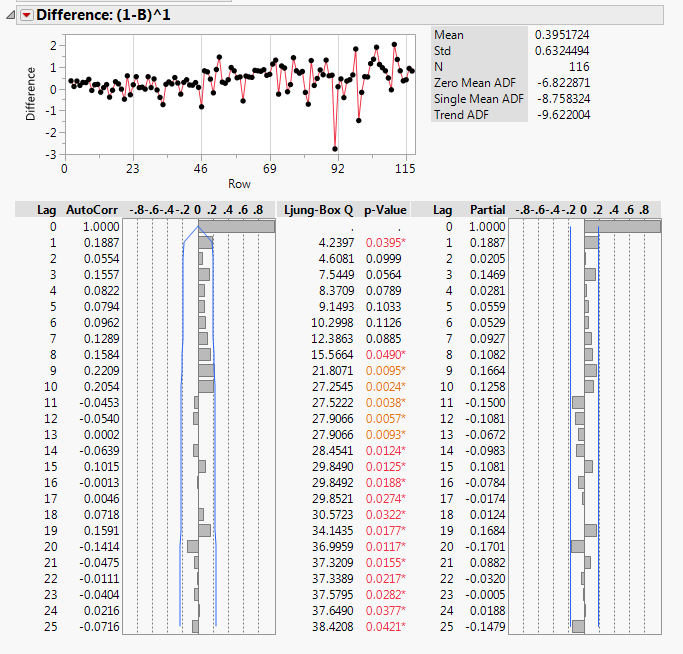 Difference: (1-B)^1
2
1
0
-1
-2
-3
Difference
0 23 46 69 92 115
Row
Mean 0.3951724
Std 0.6324494
N 116
Zero Mean ADF -6.822871
Single Mean ADF -8.758324
Trend ADF -9.622004
Lag AutoCorr -.8-.6-.4-.2 0 .2 .4 .6 .8 Ljung-Box Q p-Value Lag Partial -.8-.6-.4-.2 0 .2 .4 .6 .8
0 1.0000 . . 0 1.0000
1 0.1887 4.2397 0.0395* 1 0.1887
2 0.0554 4.6081 0.0999 2 0.0205
3 0.1557 7.5449 0.0564 3 0.1469
4 0.0822 8.3709 0.0789 4 0.0281
5 0.0794 9.1493 0.1033 5 0.0559
6 0.0962 10.2998 0.1126 6 0.0529
7 0.1289 12.3863 0.0885 7 0.0927
8 0.1584 15.5664 0.0490* 8 0.1082
9 0.2209 21.8071 0.0095* 9 0.1664
10 0.2054 27.2545 0.0024* 10 0.1258
11 -0.0453 27.5222 0.0038* 11 -0.1500
12 -0.0540 27.9066 0.0057* 12 -0.1081
13 0.0002 27.9066 0.0093* 13 -0.0672
14 -0.0639 28.4541 0.0124* 14 -0.0983
15 0.1015 29.8490 0.0125* 15 0.1081
16 -0.0013 29.8492 0.0188* 16 -0.0784
17 0.0046 29.8521 0.0274* 17 -0.0174
18 0.0718 30.5723 0.0322* 18 0.0124
19 0.1591 34.1435 0.0177* 19 0.1684
20 -0.1414 36.9959 0.0117* 20 -0.1701
21 -0.0475 37.3209 0.0155* 21 0.0882
22 -0.0111 37.3389 0.0217* 22 -0.0320
23 -0.0404 37.5795 0.0282* 23 -0.0005
24 0.0216 37.6490 0.0377* 24 0.0188
25 -0.0716 38.4208 0.0421* 25 -0.1479